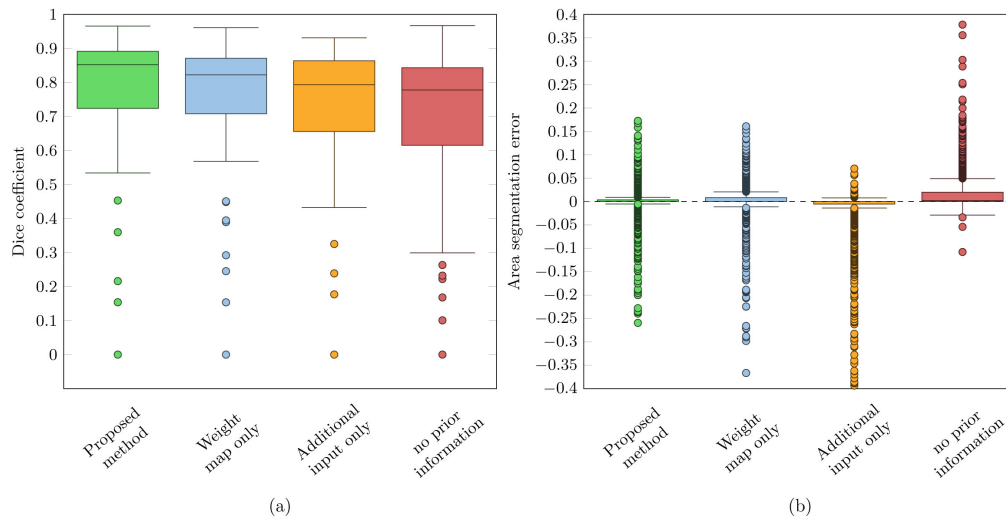 1
0.9
0.8
0.7
0.6
0.5
0.4
0.3
0.2
0.1
0
Dice coefficient
Proposed
method
Weight
map only
Additional
input only
no prior
information
(a)
0.4
0.35
0.3
0.25
0.2
0.15
0.1
0.05
0
−0.05
−0.1
−0.15
−0.2
−0.25
−0.3
−0.35
−0.4
Area segmentation error
Proposed
method
Weight
map only
Additional
input only
no prior
information
(b)